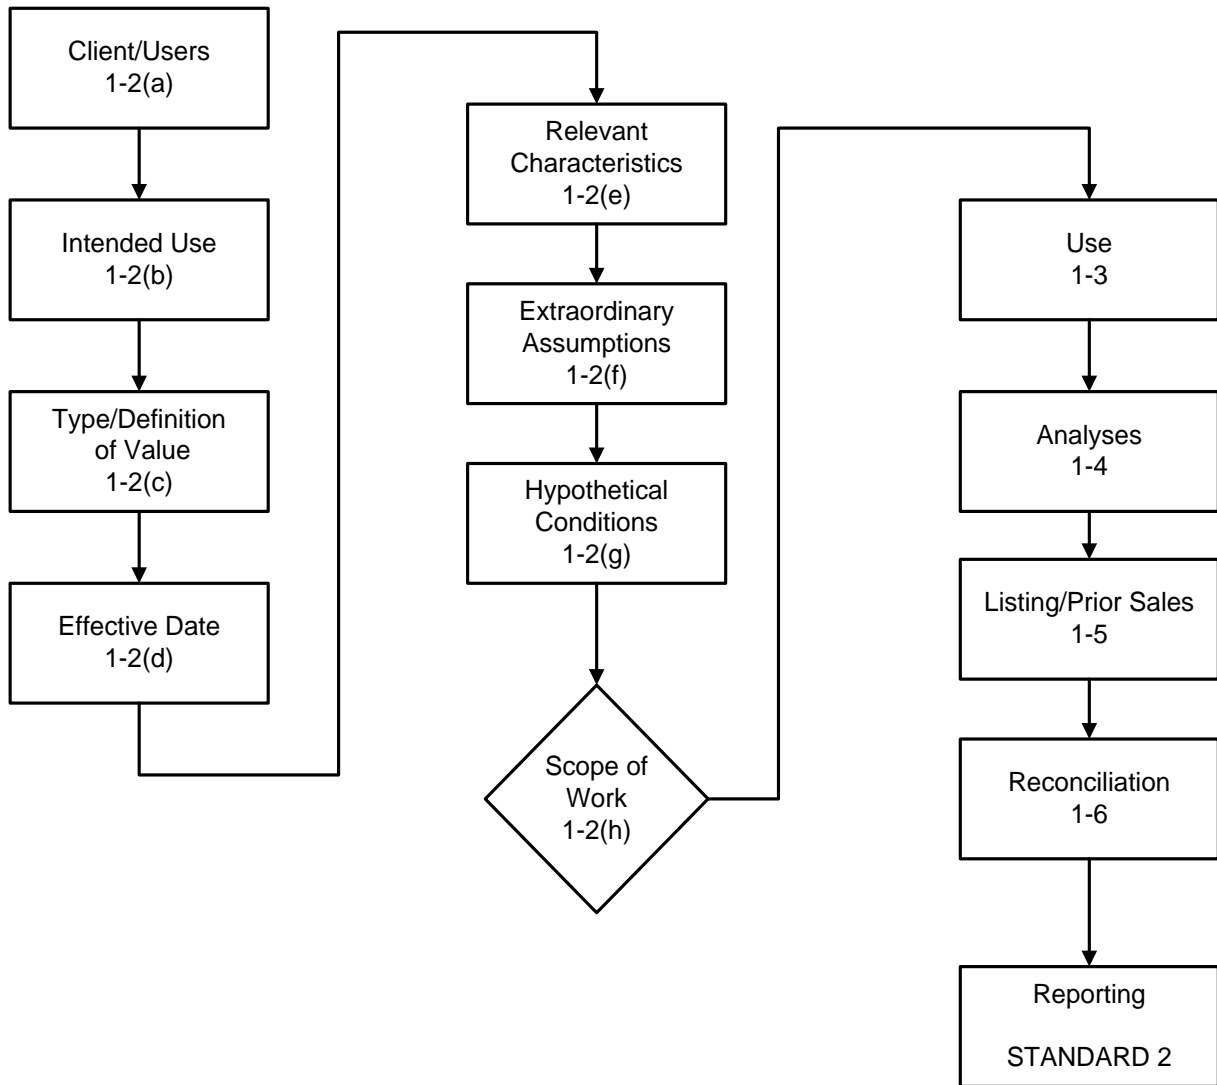 Client/Users
1-2(a)
Intended Use
1-2(b)
Type/Definition
of Value
1-2(c)
Effective Date
1-2(d)
Relevant
Characteristics
1-2(e)
Extraordinary
Assumptions
1-2(f)
Hypothetical
Conditions
1-2(g)
Scope of
Work
1-2(h)
Use
1-3
Analyses
1-4
Listing/Prior Sales
1-5
Reconciliation
1-6
Reporting
STANDARD 2